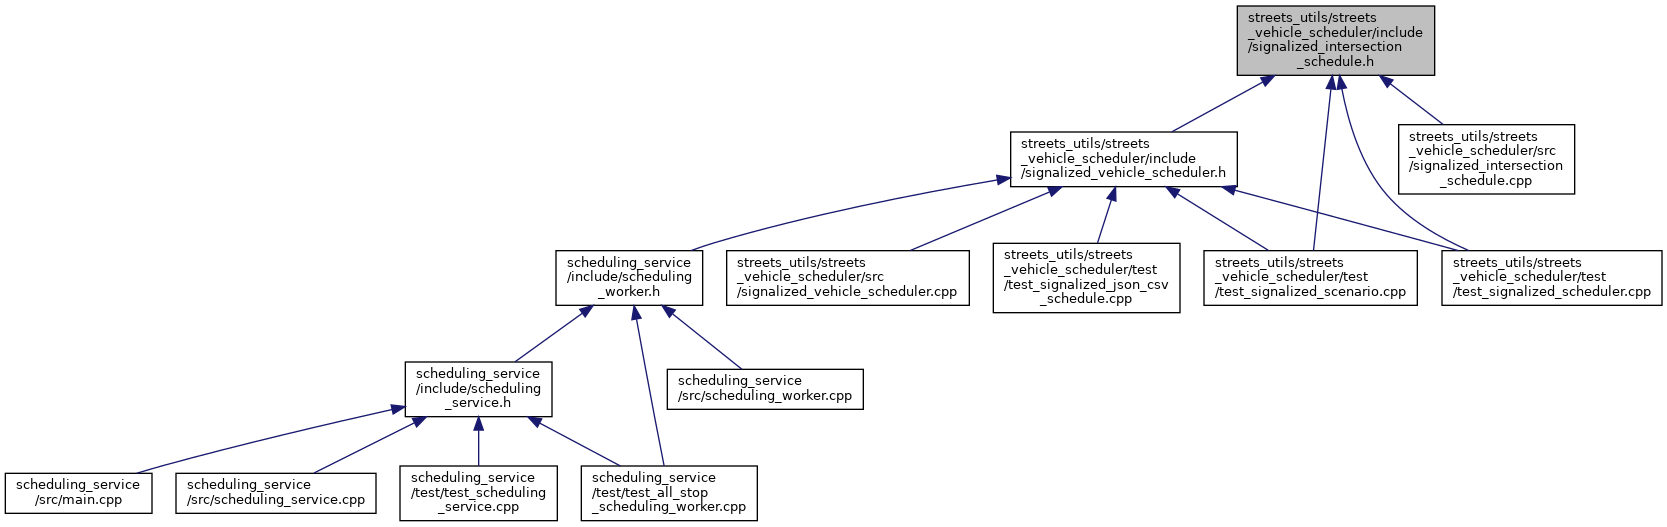 streets_utils/streets
_vehicle_scheduler/include
/signalized_intersection
_schedule.h
streets_utils/streets
_vehicle_scheduler/include
/signalized_vehicle_scheduler.h
streets_utils/streets
_vehicle_scheduler/src
/signalized_intersection
_schedule.cpp
scheduling_service
/include/scheduling
_worker.h
streets_utils/streets
_vehicle_scheduler/src
/signalized_vehicle_scheduler.cpp
streets_utils/streets
_vehicle_scheduler/test
/test_signalized_json_csv
_schedule.cpp
streets_utils/streets
_vehicle_scheduler/test
/test_signalized_scenario.cpp
streets_utils/streets
_vehicle_scheduler/test
/test_signalized_scheduler.cpp
scheduling_service
/include/scheduling
_service.h
scheduling_service
/src/scheduling_worker.cpp
scheduling_service
/src/main.cpp
scheduling_service
/src/scheduling_service.cpp
scheduling_service
/test/test_scheduling
_service.cpp
scheduling_service
/test/test_all_stop
_scheduling_worker.cpp